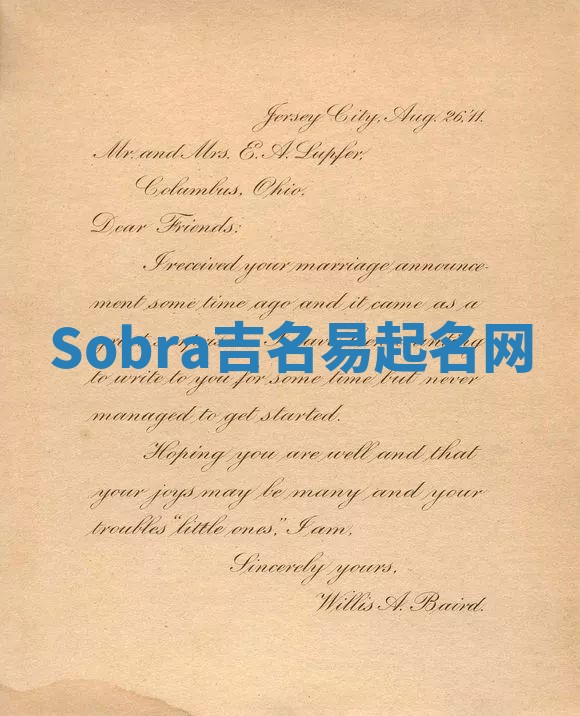 Jersey City, Aug. 26, '11.
Mr. and Mrs. E. A. Lupfer,
Columbus, Ohio.
Dear Friends:
I received your marriage announce-
ment some time ago and it came as a
Sobra吉名易起名网
to write to you for some time but never
managed to get started.
Hoping you are well and that
your joys may be many and your
troubles "little ones," I am,
Sincerely yours,
Willis A. Baird.